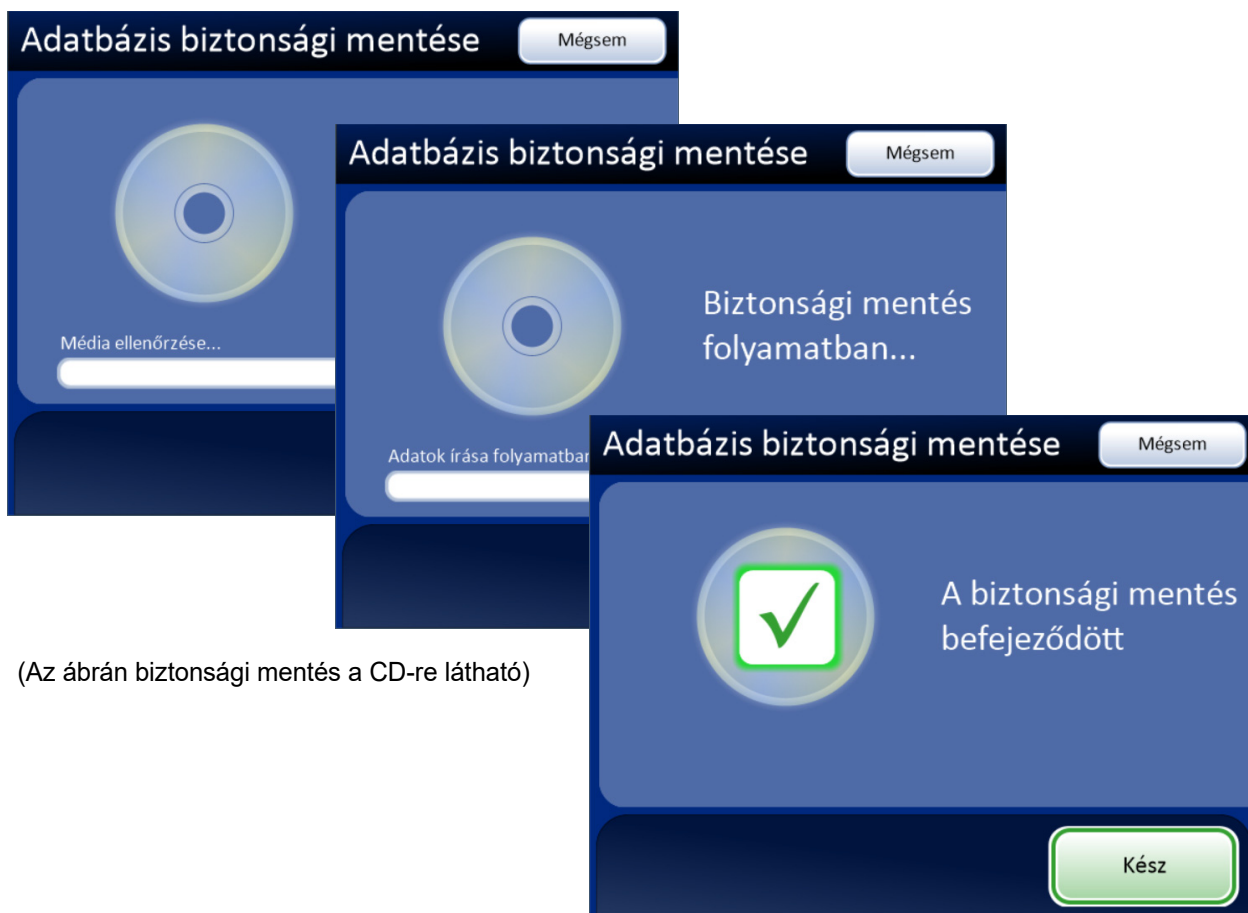 Adatbázis biztonsági mentése
Mégsem
Média ellenőrzése...
Adatbázis biztonsági mentése
Mégsem
Biztonsági mentés
folyamatban...
Adatok írása folyamatban
Adatbázis biztonsági mentése
Mégsem
A biztonsági mentés
befejeződött
Kész
(Az ábrán biztonsági mentés a CD-re látható)